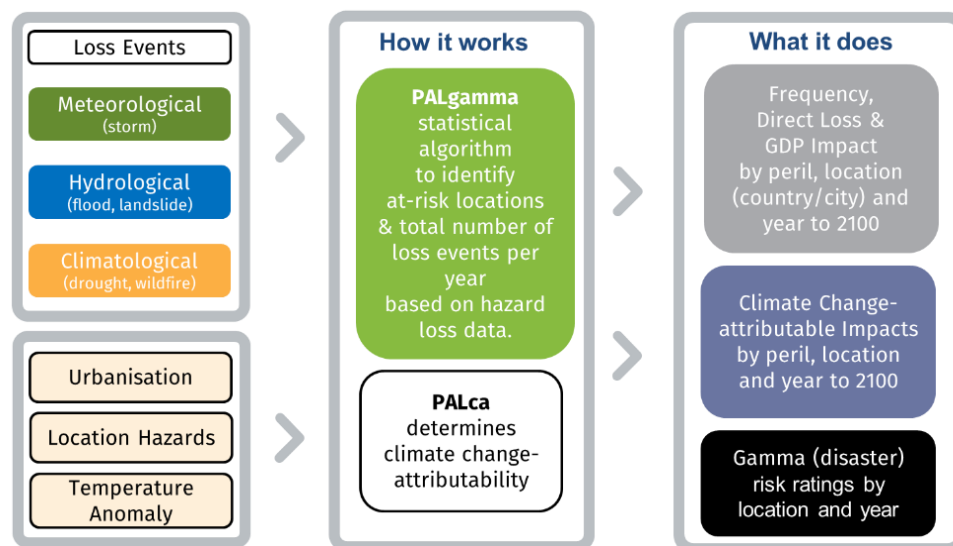 Loss Events
Meteorological
(storm)
Hydrological
(flood, landslide)
Climatological
(drought, wildfire)
Urbanisation
Location Hazards
Temperature
Anomaly
How it works
PALgamma
statistical
algorithm
to identify
at-risk locations
& total number of
loss events per
year
based on hazard
loss data.
PALca
determines
climate change-
attributability
What it does
Frequency,
Direct Loss &
GDP Impact
by peril, location
(country/city) and
year to 2100
Climate Change-
attributable Impacts
by peril, location
and year to 2100
Gamma (disaster)
risk ratings by
location and year